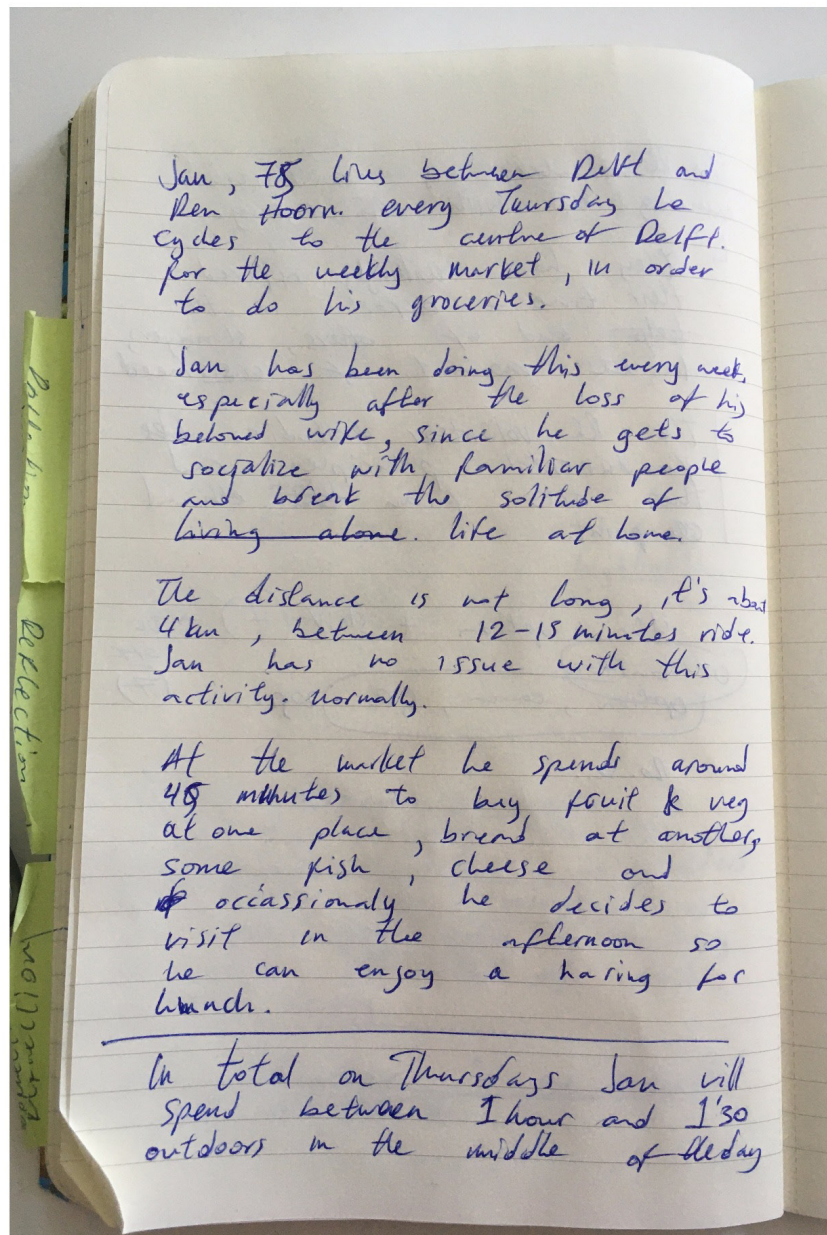 Jan, 75 lives between Delft and
Den Hoorn. every Thursday he
cycles to the centre of Delft.
for the weekly market, in order
to do his groceries.
Jan has been doing this every week,
especially after the loss of his
beloved wife, since he gets to
socialize with familiar people
and break the solitude of
living alone. life at home.
The distance is not long, it's about
4km, between 12-15 minutes ride.
Jan has no issue with this
activity. normally.
At the market he spends around
45 minutes to buy fruit & veg
at one place, bread at another,
some fish, cheese and
occassionaly he decides to
visit in the afternoon so
he can enjoy a haring for
lunch.
In total on Thursdays Jan will
spend between 1 hour and 1'30
outdoors in the middle of the day
Reflection